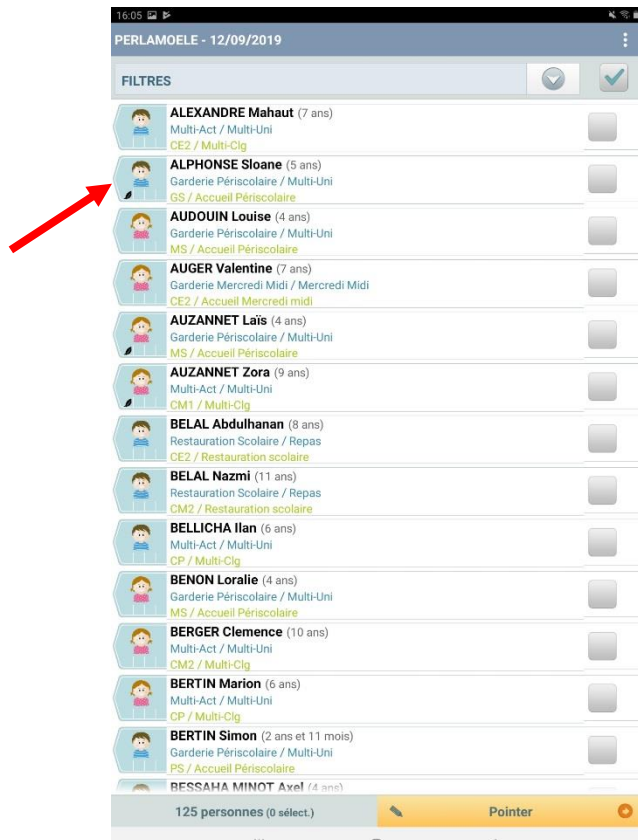 16:05
PERLAMOELE - 12/09/2019
FILTRES
ALEXANDRE Mahaut (7 ans)
Multi-Act / Multi-Uni
CE2 / Multi-Clg
ALPHONSE Sloane (5 ans)
Garderie Périscolaire / Multi-Uni
GS / Accueil Périscolaire
AUDOUIN Louise (4 ans)
Garderie Périscolaire / Multi-Uni
MS / Accueil Périscolaire
AUGER Valentine (7 ans)
Garderie Mercredi Midi / Mercredi Midi
CE2 / Accueil Mercredi midi
AUZANNET Laïs (4 ans)
Garderie Périscolaire / Multi-Uni
MS / Accueil Périscolaire
AUZANNET Zora (9 ans)
Multi-Act / Multi-Uni
CM1 / Multi-Clg
BELAL Abdulhanan (8 ans)
Restauration Scolaire / Repas
CE2 / Restauration scolaire
BELAL Nazmi (11 ans)
Restauration Scolaire / Repas
CM2 / Restauration scolaire
BELLICHA Ilan (6 ans)
Multi-Act / Multi-Uni
CP / Multi-Clg
BENON Loralie (4 ans)
Garderie Périscolaire / Multi-Uni
MS / Accueil Périscolaire
BERGER Clemence (10 ans)
Multi-Act / Multi-Uni
CM2 / Multi-Clg
BERTIN Marion (6 ans)
Multi-Act / Multi-Uni
CP / Multi-Clg
BERTIN Simon (2 ans et 11 mois)
Garderie Périscolaire / Multi-Uni
PS / Accueil Périscolaire
BESSAHA MINOT Axel (4 ans)
125 personnes (0 sélect.) Pointer